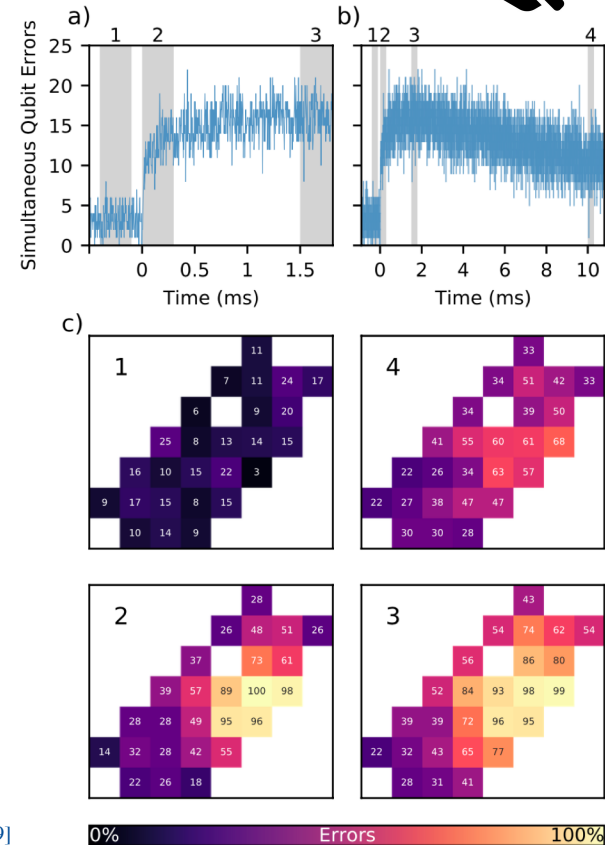 a)
b)
1 2 3
1 2 3 4
Simultaneous Qubit Errors
25
20
15
10
5
0
0 0.5 1 1.5
0 2 4 6 8 10
Time (ms)
Time (ms)
c)
1
11
7 11 24 17
6 9 20
25 8 13 14 15
16 10 15 22 3
9 17 15 8 15
10 14 9
4
33
34 51 42 33
34 39 50
41 55 60 61 68
22 26 34 63 57
22 27 38 47 47
30 30 28
2
28
26 48 51 26
37 73 61
39 57 89 100 98
28 28 49 95 96
14 32 28 42 55
22 26 18
3
43
54 74 62 54
56 86 80
52 84 93 98 99
39 39 72 96 95
22 32 43 65 77
28 31 41
9]
0% Errors 100%